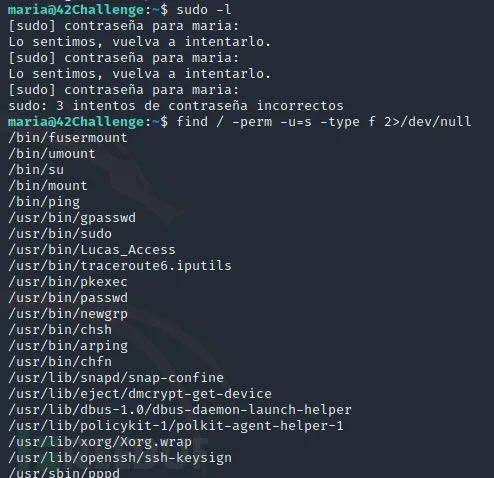 maria@42Challenge:~$ sudo -l
[sudo] contraseña para maria:
Lo sentimos, vuelva a intentarlo.
[sudo] contraseña para maria:
Lo sentimos, vuelva a intentarlo.
[sudo] contraseña para maria:
sudo: 3 intentos de contraseña incorrectos
maria@42Challenge:~$ find / -perm -u=s -type f 2>/dev/null
/bin/fusermount
/bin/umount
/bin/su
/bin/mount
/bin/ping
/usr/bin/gpasswd
/usr/bin/sudo
/usr/bin/Lucas_Access
/usr/bin/traceroute6.iputils
/usr/bin/pkexec
/usr/bin/passwd
/usr/bin/newgrp
/usr/bin/chsh
/usr/bin/arping
/usr/bin/chfn
/usr/lib/snapd/snap-confine
/usr/lib/eject/dmcrypt-get-device
/usr/lib/dbus-1.0/dbus-daemon-launch-helper
/usr/lib/policykit-1/polkit-agent-helper-1
/usr/lib/xorg/Xorg.wrap
/usr/lib/openssh/ssh-keysign
/usr/sbin/pppd